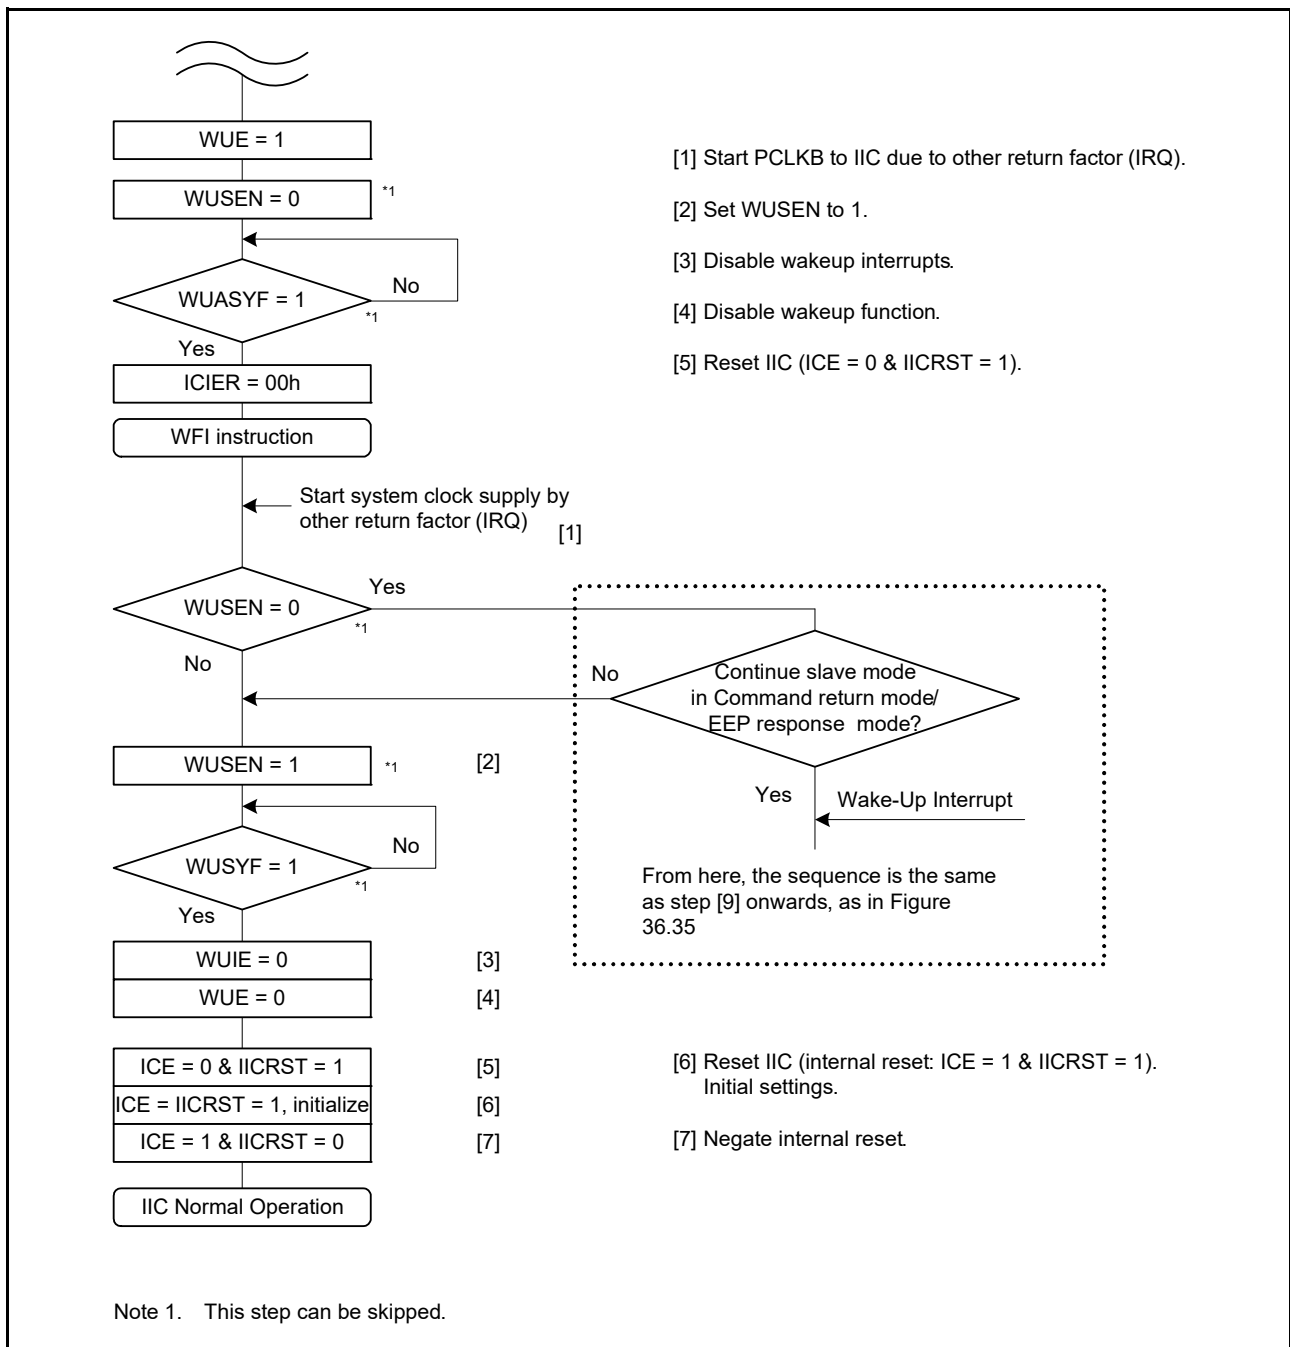 WUE = 1
[1] Start PCLKB to IIC due to other return factor (IRQ).
WUSEN = 0 *1
[2] Set WUSEN to 1.
[3] Disable wakeup interrupts.
No
WUASYF = 1
*1
[4] Disable wakeup function.
Yes
[5] Reset IIC (ICE = 0 & IICRST = 1).
ICIER = 00h
WFI instruction
Start system clock supply by
other return factor (IRQ)
[1]
Yes
WUSEN = 0
*1
No
No
Continue slave mode
in Command return mode/
EEP response mode?
WUSEN = 1 *1 [2]
Yes
Wake-Up Interrupt
No
WUSYF = 1
*1
Yes
From here, the sequence is the same
as step [9] onwards, as in Figure
36.35
WUIE = 0 [3]
WUE = 0 [4]
ICE = 0 & IICRST = 1 [5]
ICE = IICRST = 1, initialize [6]
ICE = 1 & IICRST = 0 [7]
[6] Reset IIC (internal reset: ICE = 1 & IICRST = 1).
Initial settings.
[7] Negate internal reset.
IIC Normal Operation
Note 1. This step can be skipped.